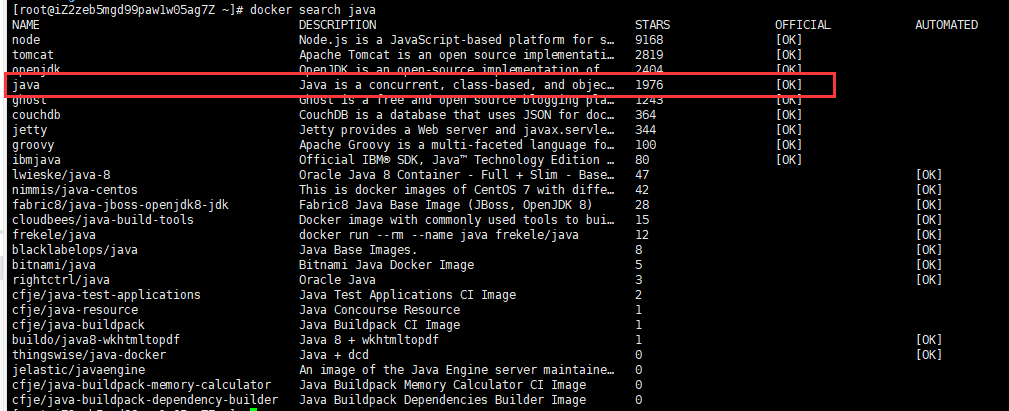 [root@iZ2zeb5mgd99paw1w05ag7Z ~]# docker search java
NAME DESCRIPTION STARS OFFICIAL AUTOMATED
node Node.js is a JavaScript-based platform for s… 9168 [OK]
tomcat Apache Tomcat is an open source implementati… 2819 [OK]
openjdk OpenJDK is an open-source implementation of … 2404 [OK]
java Java is a concurrent, class-based, and objec… 1976 [OK]
ghost Ghost is a free and open source blogging pla… 1243 [OK]
couchdb CouchDB is a database that uses JSON for doc… 364 [OK]
jetty Jetty provides a Web server and javax.servle… 344 [OK]
groovy Apache Groovy is a multi-faceted language fo… 100 [OK]
ibmjava Official IBM® SDK, Java™ Technology Edition … 80 [OK]
lwieske/java-8 Oracle Java 8 Container - Full + Slim - Base… 47 [OK]
nimmis/java-centos This is docker images of CentOS 7 with diffe… 42 [OK]
fabric8/java-jboss-openjdk8-jdk Fabric8 Java Base Image (JBoss, OpenJDK 8) 28 [OK]
cloudbees/java-build-tools Docker image with commonly used tools to bui… 15 [OK]
frekele/java docker run --rm --name java frekele/java 12 [OK]
blacklabelops/java Java Base Images. 8 [OK]
bitnami/java Bitnami Java Docker Image 5 [OK]
rightctrl/java Oracle Java 3 [OK]
cfje/java-test-applications Java Test Applications CI Image 2
cfje/java-resource Java Concourse Resource 1
cfje/java-buildpack Java Buildpack CI Image 1
buildo/java8-wkhtmltopdf Java 8 + wkhtmltopdf 1 [OK]
thingswise/java-docker Java + dcd 0 [OK]
jelastic/javaengine An image of the Java Engine server maintaine… 0
cfje/java-buildpack-memory-calculator Java Buildpack Memory Calculator CI Image 0
cfje/java-buildpack-dependency-builder Java Buildpack Dependencies Builder Image 0